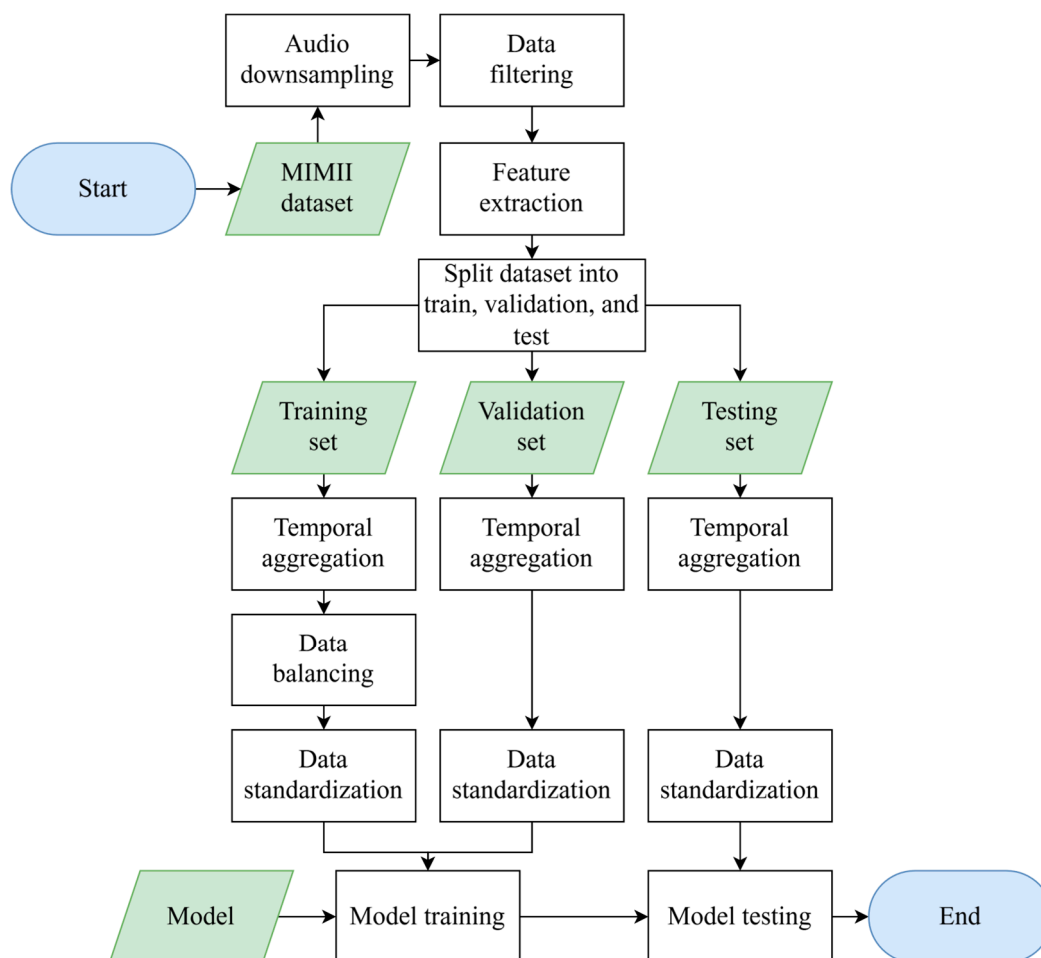 Audio
downsampling
Data
filtering
Start
MIMII
dataset
Feature
extraction
Split dataset into
train, validation, and
test
Training
set
Validation
set
Testing
set
Temporal
aggregation
Temporal
aggregation
Temporal
aggregation
Data
balancing
Data
standardization
Data
standardization
Data
standardization
Model
Model training
Model testing
End